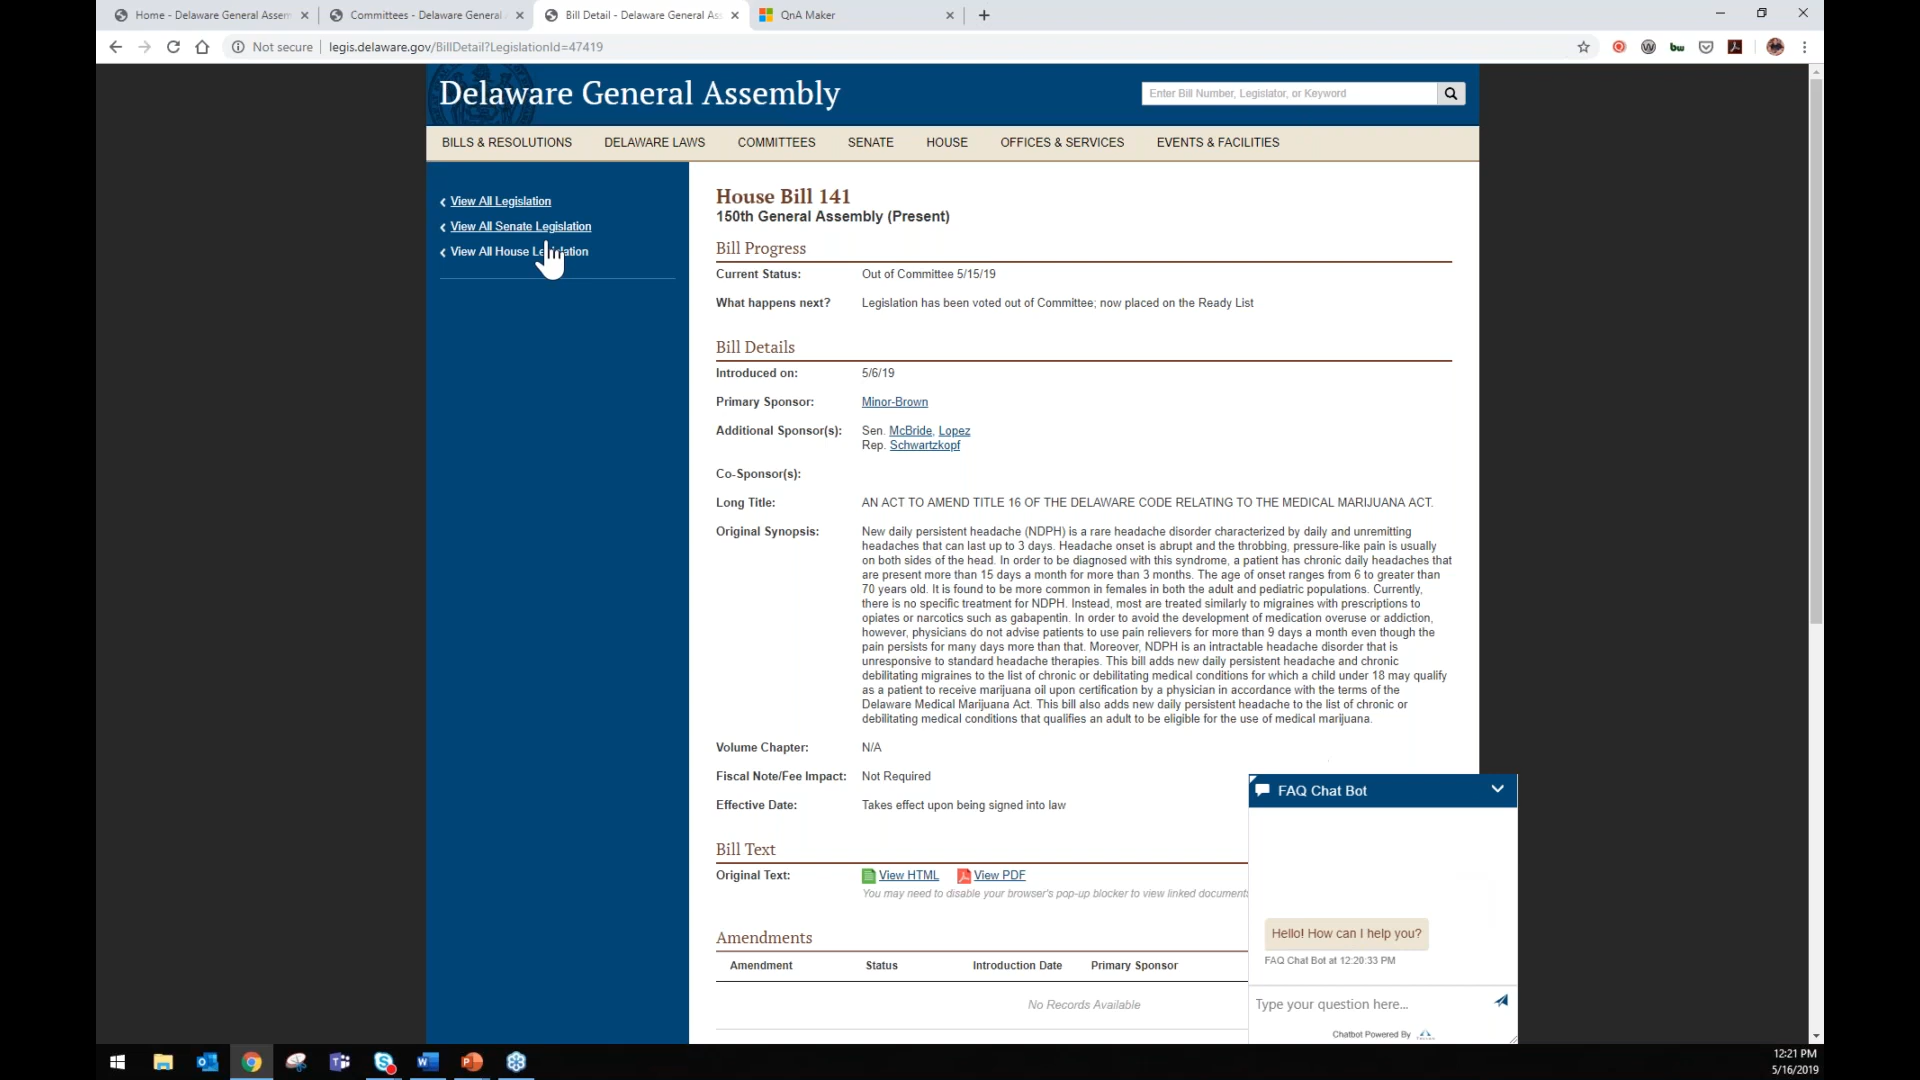 Home - Delaware General Assem
Committees - Delaware General
Bill Detail - Delaware General Ass
QnA Maker
Not secure | legis.delaware.gov/BillDetail?LegislationId=47419
Delaware General Assembly
Enter Bill Number, Legislator, or Keyword
BILLS & RESOLUTIONS DELAWARE LAWS COMMITTEES SENATE HOUSE OFFICES & SERVICES EVENTS & FACILITIES
View All Legislation
View All Senate Legislation
View All House Legislation
House Bill 141
150th General Assembly (Present)
Bill Progress
Current Status: Out of Committee 5/15/19
What happens next? Legislation has been voted out of Committee; now placed on the Ready List
Bill Details
Introduced on: 5/6/19
Primary Sponsor: Minor-Brown
Additional Sponsor(s): Sen. McBride, Lopez
Rep. Schwartzkopf
Co-Sponsor(s):
Long Title: AN ACT TO AMEND TITLE 16 OF THE DELAWARE CODE RELATING TO THE MEDICAL MARIJUANA ACT.
Original Synopsis: New daily persistent headache (NDPH) is a rare headache disorder characterized by daily and unremitting
headaches that can last up to 3 days. Headache onset is abrupt and the throbbing, pressure-like pain is usually
on both sides of the head. In order to be diagnosed with this syndrome, a patient has chronic daily headaches that
are present more than 15 days a month for more than 3 months. The age of onset ranges from 6 to greater than
70 years old. It is found to be more common in females in both the adult and pediatric populations. Currently,
there is no specific treatment for NDPH. Instead, most are treated similarly to migraines with prescriptions to
opiates or narcotics such as gabapentin. In order to avoid the development of medication overuse or addiction,
however, physicians do not advise patients to use pain relievers for more than 9 days a month even though the
pain persists for many days more than that. Moreover, NDPH is an intractable headache disorder that is
unresponsive to standard headache therapies. This bill adds new daily persistent headache and chronic
debilitating migraines to the list of chronic or debilitating medical conditions for which a child under 18 may qualify
as a patient to receive marijuana oil upon certification by a physician in accordance with the terms of the
Delaware Medical Marijuana Act. This bill also adds new daily persistent headache to the list of chronic or
debilitating medical conditions that qualifies an adult to be eligible for the use of medical marijuana.
Volume Chapter: N/A
Fiscal Note/Fee Impact: Not Required
Effective Date: Takes effect upon being signed into law
Bill Text
Original Text: View HTML View PDF
You may need to disable your browser's pop-up blocker to view linked document
Amendments
Amendment Status Introduction Date Primary Sponsor
No Records Available
FAQ Chat Bot
Hello! How can I help you?
FAQ Chat Bot at 12:20:33 PM
Type your question here...
Chatbot Powered By
12:21 PM
5/16/2019